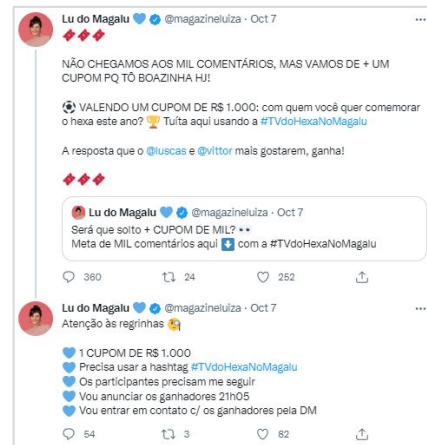 Lu do Magalu 💙 @magazineluiza · Oct 7
NÃO CHEGAMOS AOS MIL COMENTÁRIOS, MAS VAMOS DE + UM
CUPOM PQ TÔ BOAZINHA HJ!
⚽ VALENDO UM CUPOM DE R$ 1.000: com quem você quer comemorar
o hexa este ano? 🏆 Tuíta aqui usando a #TVdoHexaNoMagalu
A resposta que o @luscas e @vittor mais gostarem, ganha!
Lu do Magalu 💙 @magazineluiza · Oct 7
Será que solto + CUPOM DE MIL? 👀
Meta de MIL comentários aqui ⬇️ com a #TVdoHexaNoMagalu
360 24 252
Lu do Magalu 💙 @magazineluiza · Oct 7
Atenção às regrinhas 🧐
💙 1 CUPOM DE R$ 1.000
💙 Precisa usar a hashtag #TVdoHexaNoMagalu
💙 Os participantes precisam me seguir
💙 Vou anunciar os ganhadores 21h05
💙 Vou entrar em contato c/ os ganhadores pela DM
54 3 82